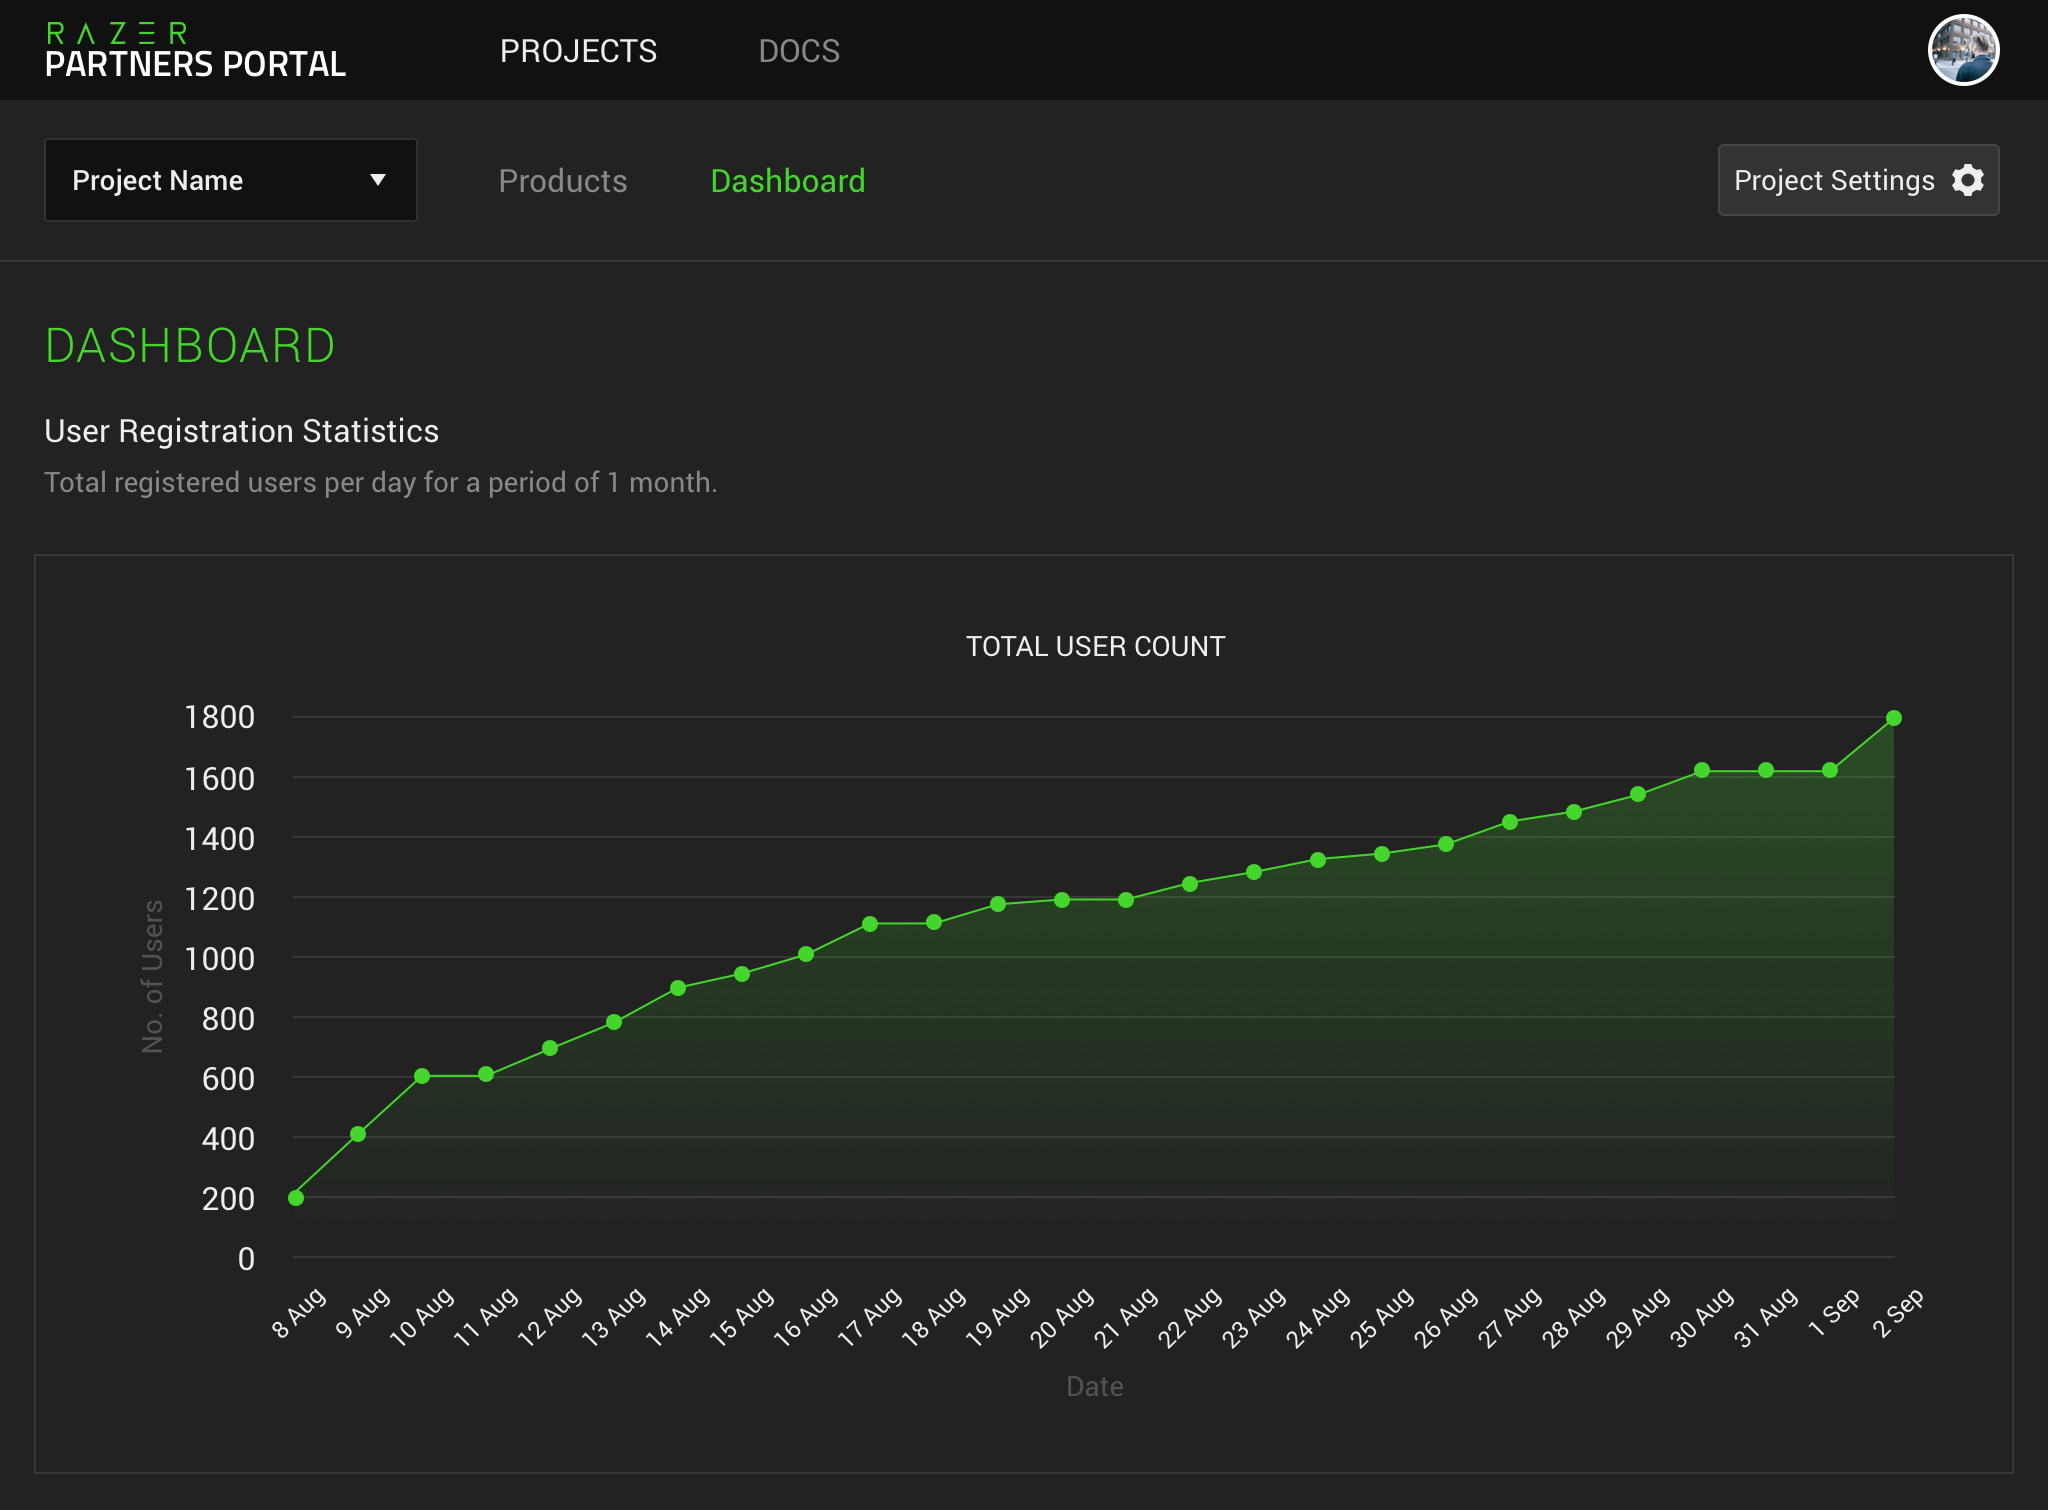 RAZER
PARTNERS PORTAL
PROJECTS
DOCS
Project Name
Products
Dashboard
Project Settings
DASHBOARD
User Registration Statistics
Total registered users per day for a period of 1 month.
TOTAL USER COUNT
1800
1600
1400
1200
1000
800
600
400
200
0
No. of Users
8 Aug
9 Aug
10 Aug
11 Aug
12 Aug
13 Aug
14 Aug
15 Aug
16 Aug
17 Aug
18 Aug
19 Aug
20 Aug
21 Aug
22 Aug
23 Aug
24 Aug
25 Aug
26 Aug
27 Aug
28 Aug
29 Aug
30 Aug
31 Aug
1 Sep
2 Sep
Date